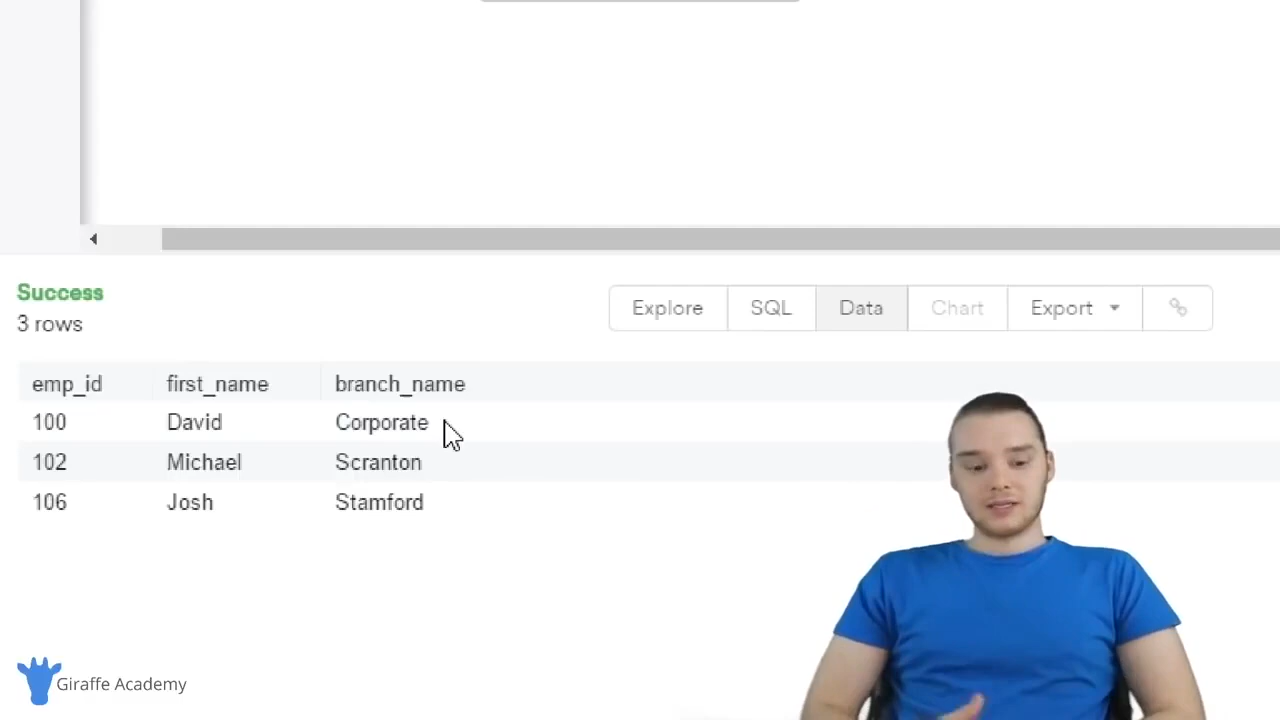 Success
3 rows
Explore SQL Data Chart Export
emp_id first_name branch_name
100 David Corporate
102 Michael Scranton
106 Josh Stamford
Giraffe Academy